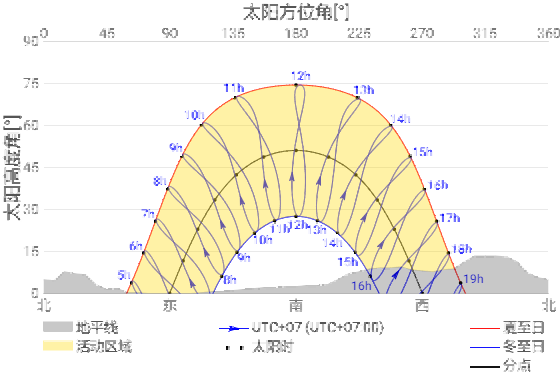 太阳方位角[°]
0 45 90 135 180 225 270 315 360
太阳高度角[°]
90
75
60
45
30
15
0
12h
11h 13h
10h 14h
9h 15h
8h 16h
7h 17h
6h 18h
5h 19h
11h 12h 13h
10h 14h
9h 15h
8h 16h
北 东 南 西 北
地平线 UTC+07 (UTC+07:00) 夏至日
活动区域 太阳时 冬至日
分点